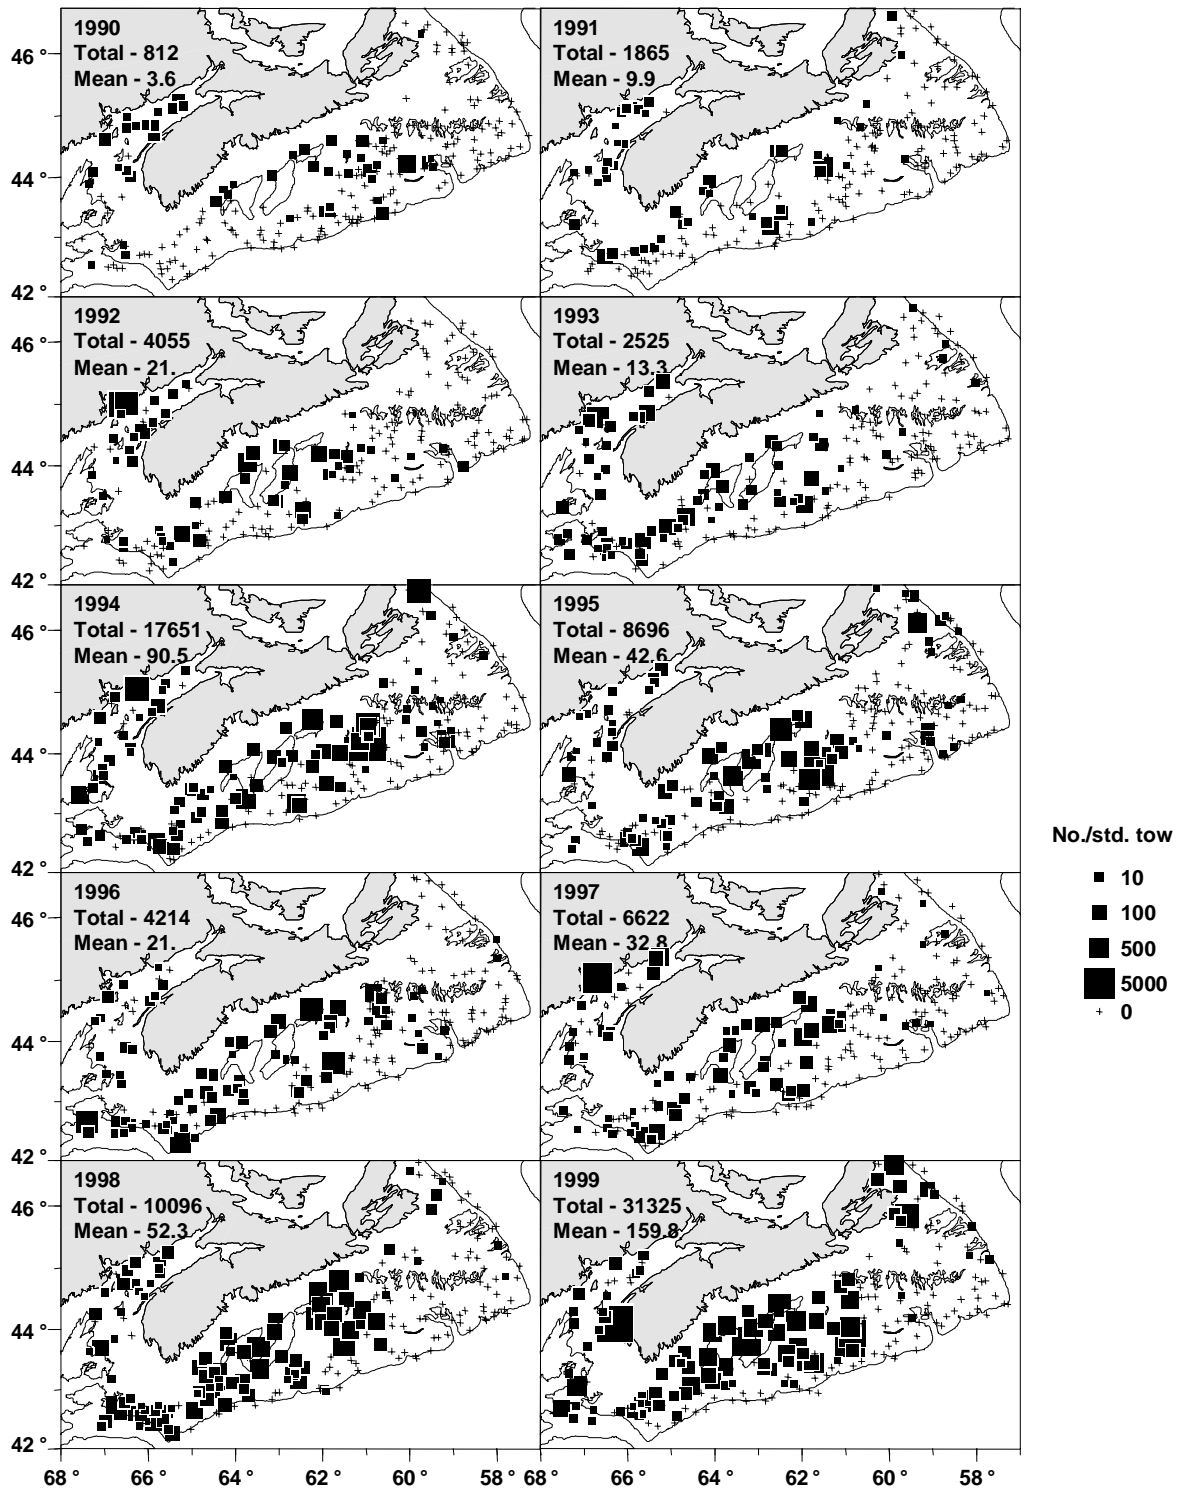 1990
Total - 812
Mean - 3.6
1991
Total - 1865
Mean - 9.9
46 °
44 °
42 °
1992
Total - 4055
Mean - 21.
1993
Total - 2525
Mean - 13.3
46 °
44 °
42 °
1994
Total - 17651
Mean - 90.5
1995
Total - 8696
Mean - 42.6
46 °
44 °
42 °
1996
Total - 4214
Mean - 21.
1997
Total - 6622
Mean - 32.8
46 °
44 °
42 °
1998
Total - 10096
Mean - 52.3
1999
Total - 31325
Mean - 159.8
46 °
44 °
42 °
68 ° 66 ° 64 ° 62 ° 60 ° 58 ° 68 ° 66 ° 64 ° 62 ° 60 ° 58 °
No./std. tow
10
100
500
5000
0